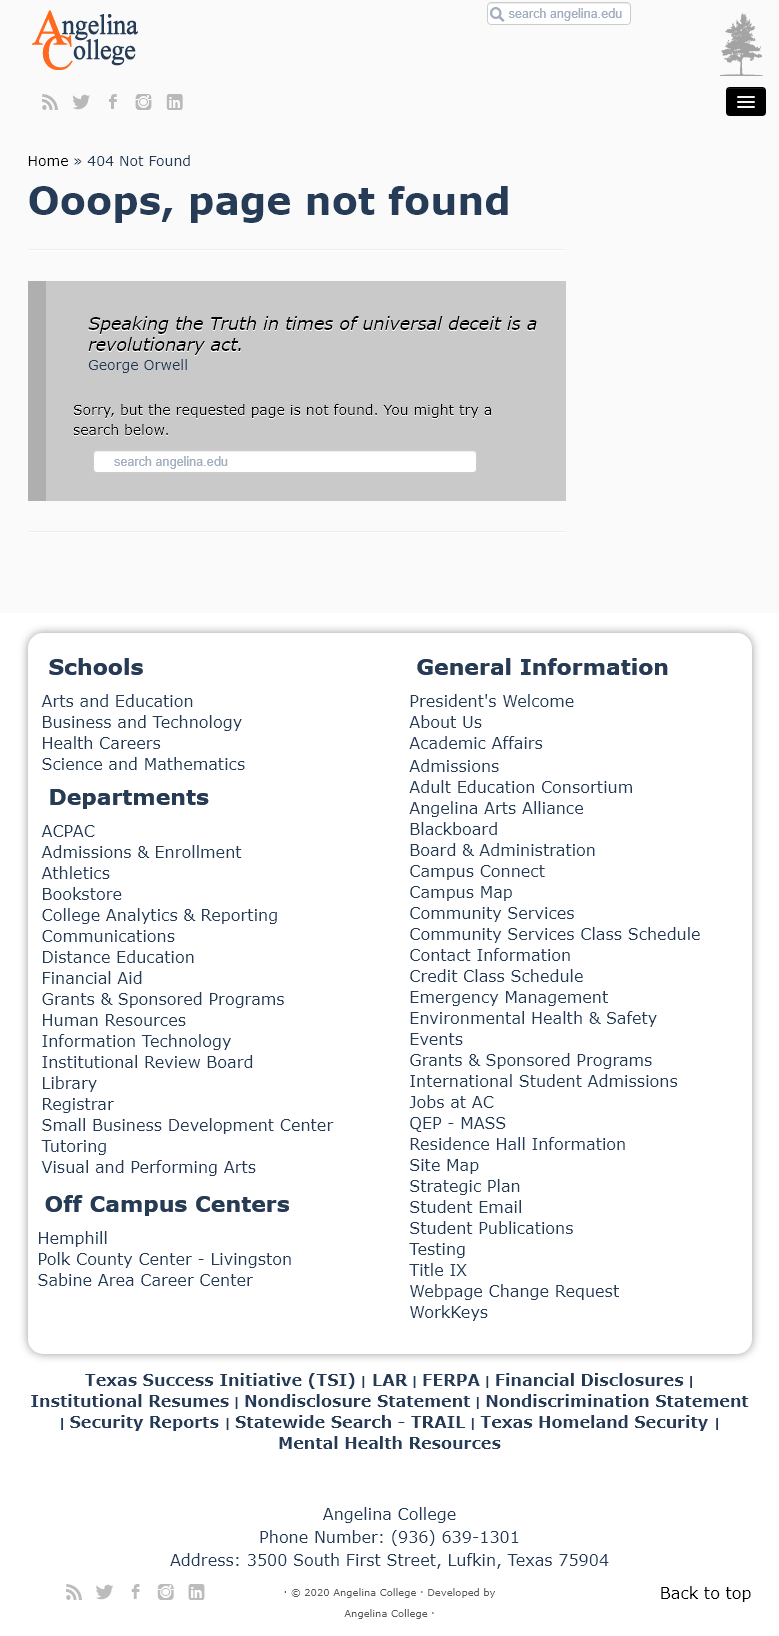 Angelina
College
search angelina.edu
Home » 404 Not Found
Ooops, page not found
Speaking the Truth in times of universal deceit is a
revolutionary act.
George Orwell
Sorry, but the requested page is not found. You might try a
search below.
search angelina.edu
Schools
Arts and Education
Business and Technology
Health Careers
Science and Mathematics
Departments
ACPAC
Admissions & Enrollment
Athletics
Bookstore
College Analytics & Reporting
Communications
Distance Education
Financial Aid
Grants & Sponsored Programs
Human Resources
Information Technology
Institutional Review Board
Library
Registrar
Small Business Development Center
Tutoring
Visual and Performing Arts
Off Campus Centers
Hemphill
Polk County Center - Livingston
Sabine Area Career Center
General Information
President's Welcome
About Us
Academic Affairs
Admissions
Adult Education Consortium
Angelina Arts Alliance
Blackboard
Board & Administration
Campus Connect
Campus Map
Community Services
Community Services Class Schedule
Contact Information
Credit Class Schedule
Emergency Management
Environmental Health & Safety
Events
Grants & Sponsored Programs
International Student Admissions
Jobs at AC
QEP - MASS
Residence Hall Information
Site Map
Strategic Plan
Student Email
Student Publications
Testing
Title IX
Webpage Change Request
WorkKeys
Texas Success Initiative (TSI) | LAR | FERPA | Financial Disclosures |
Institutional Resumes | Nondisclosure Statement | Nondiscrimination Statement
| Security Reports | Statewide Search - TRAIL | Texas Homeland Security |
Mental Health Resources
Angelina College
Phone Number: (936) 639-1301
Address: 3500 South First Street, Lufkin, Texas 75904
· © 2020 Angelina College · Developed by
Angelina College ·
Back to top